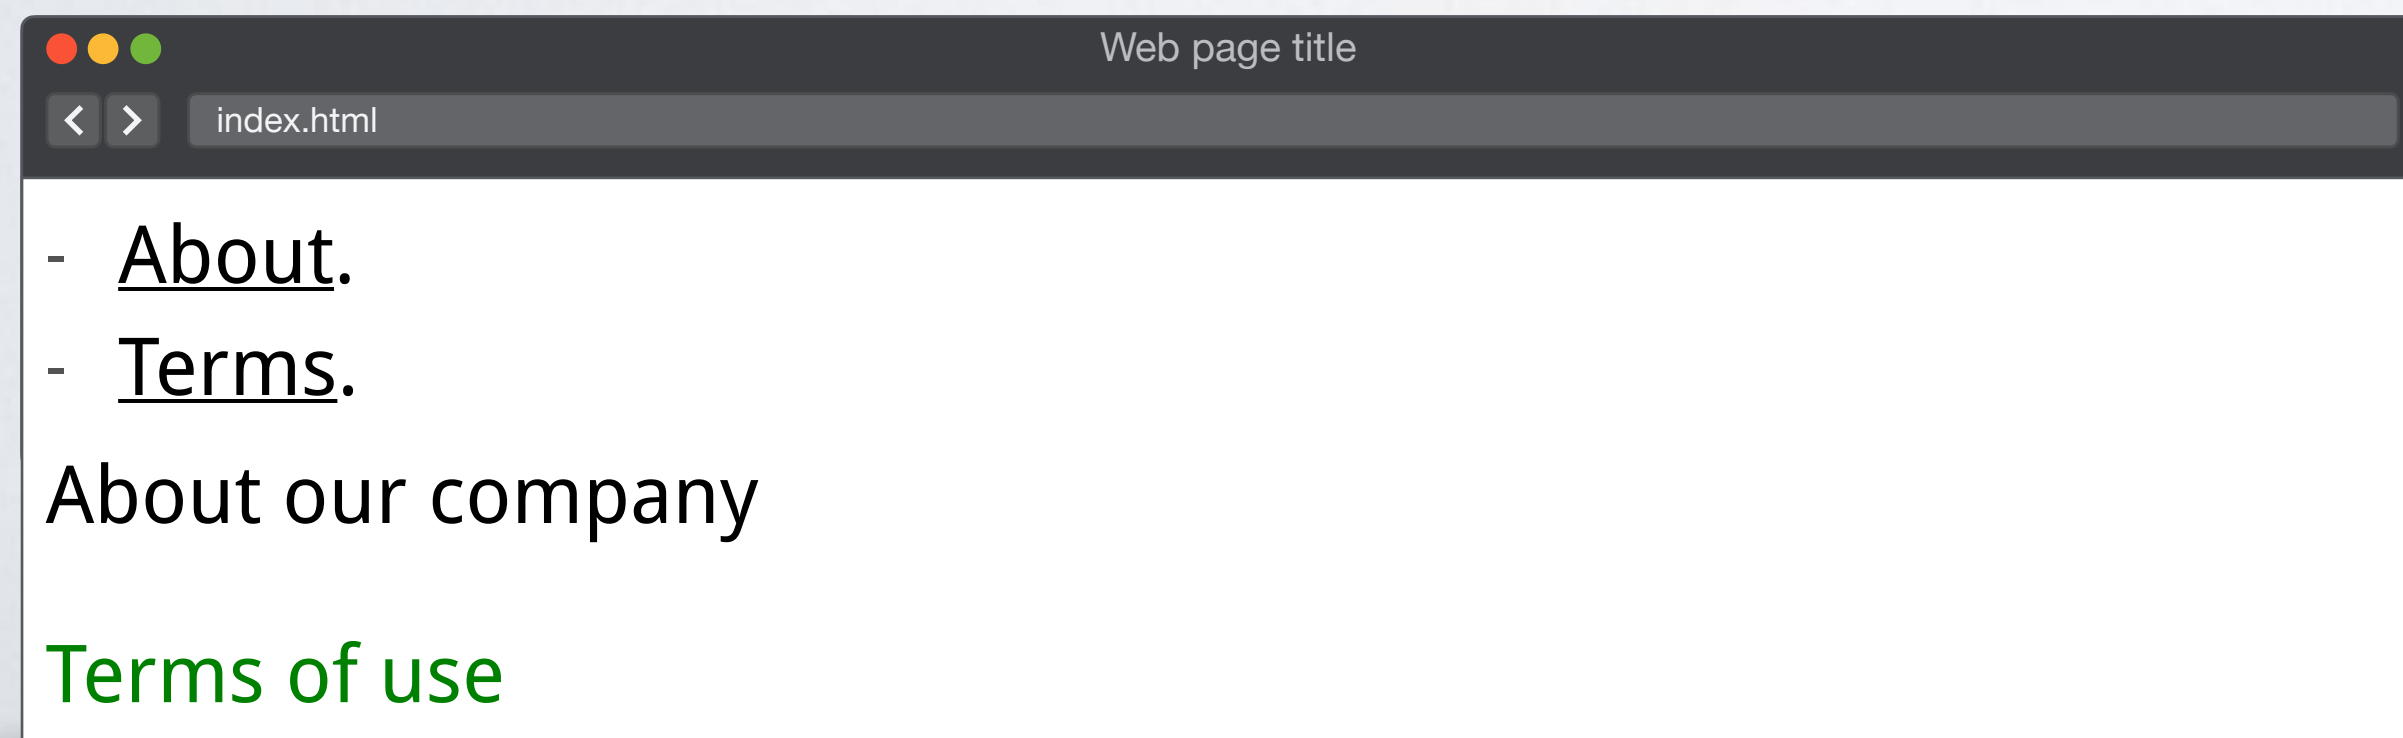 Web page title
index.html
- About.
- Terms.
About our company
Terms of use